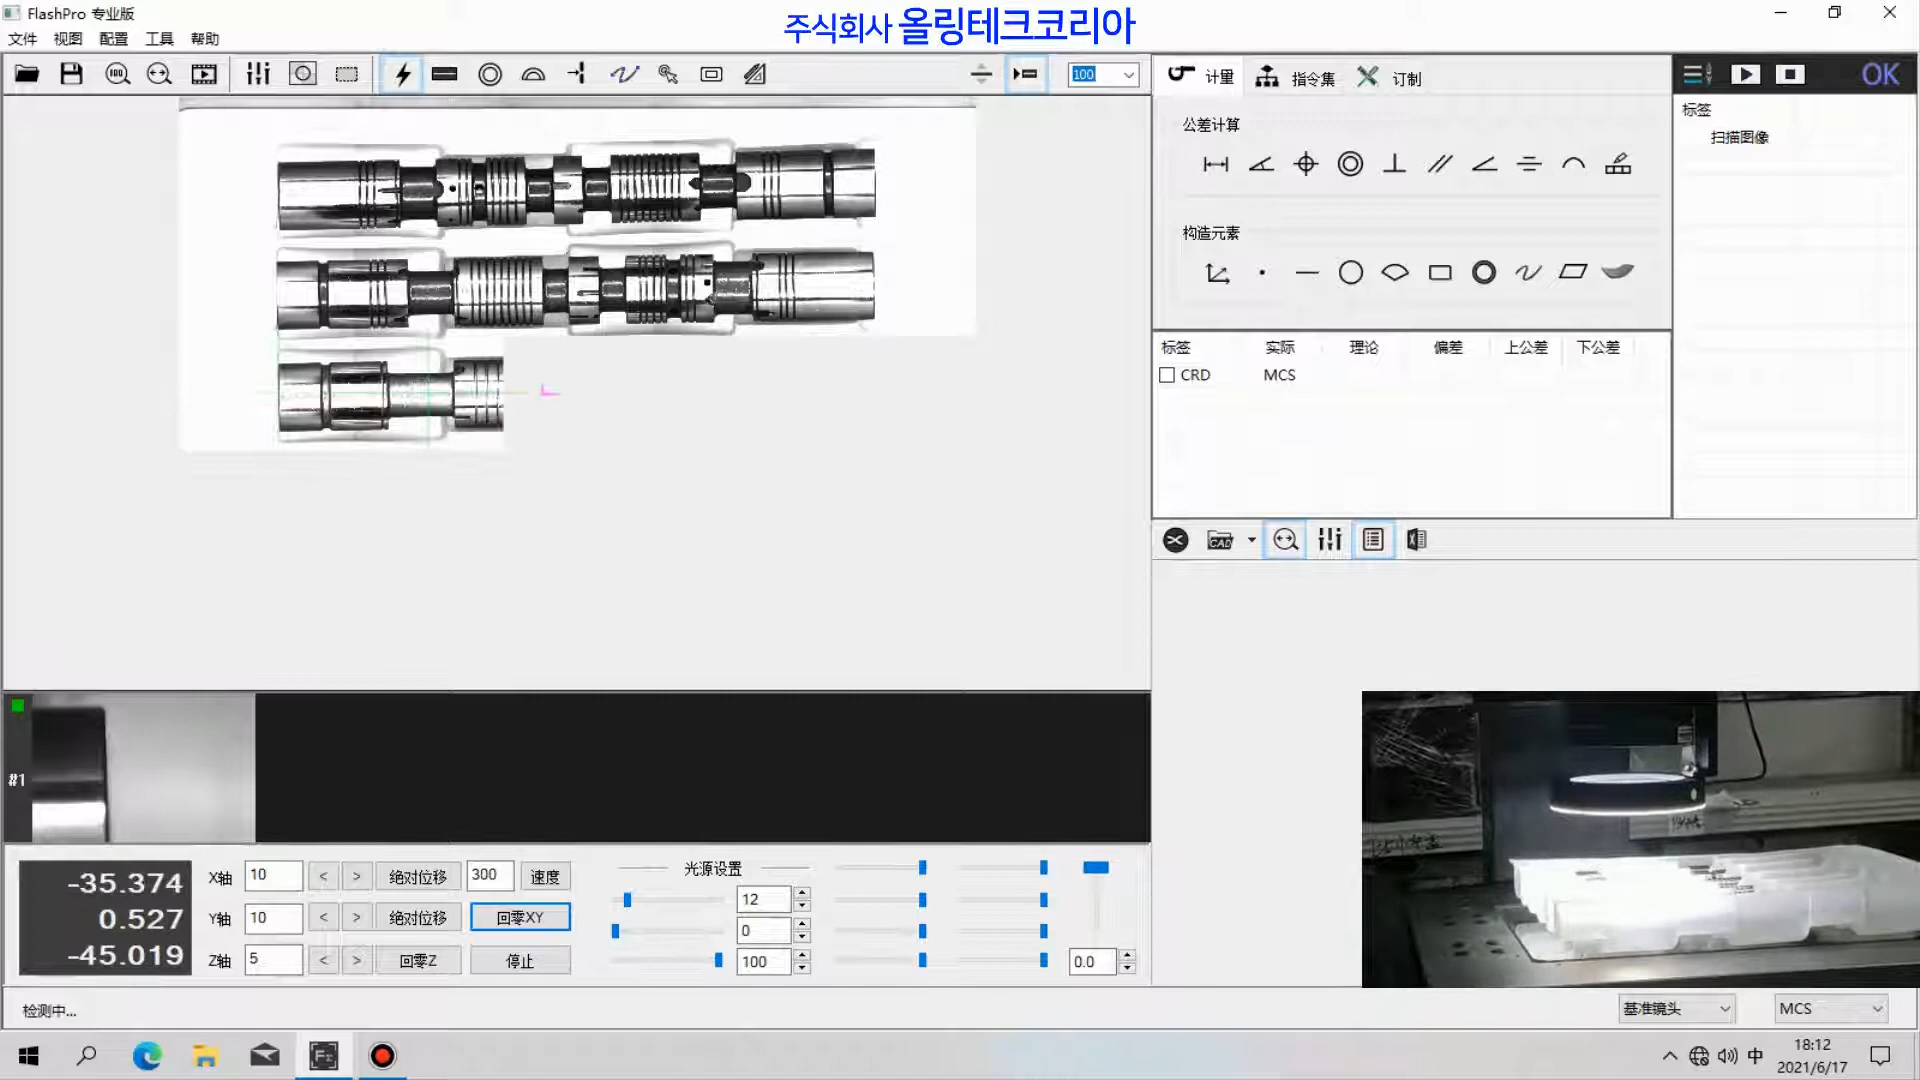 FlashPro 专业版
주식회사 올링테크코리아
文件 视图 配置 工具 帮助
100
计量 指令集 订制
OK
公差计算
构造元素
标签
扫描图像
标签 实际 理论 偏差 上公差 下公差
CRD MCS
CAD
#1
-35.374
0.527
-45.019
X轴 10 < > 绝对位移 300 速度
Y轴 10 < > 绝对位移 回零XY
Z轴 5 < > 回零Z 停止
光源设置
12
0
100
0.0
检测中...
基准镜头
MCS
中
18:12
2021/6/17